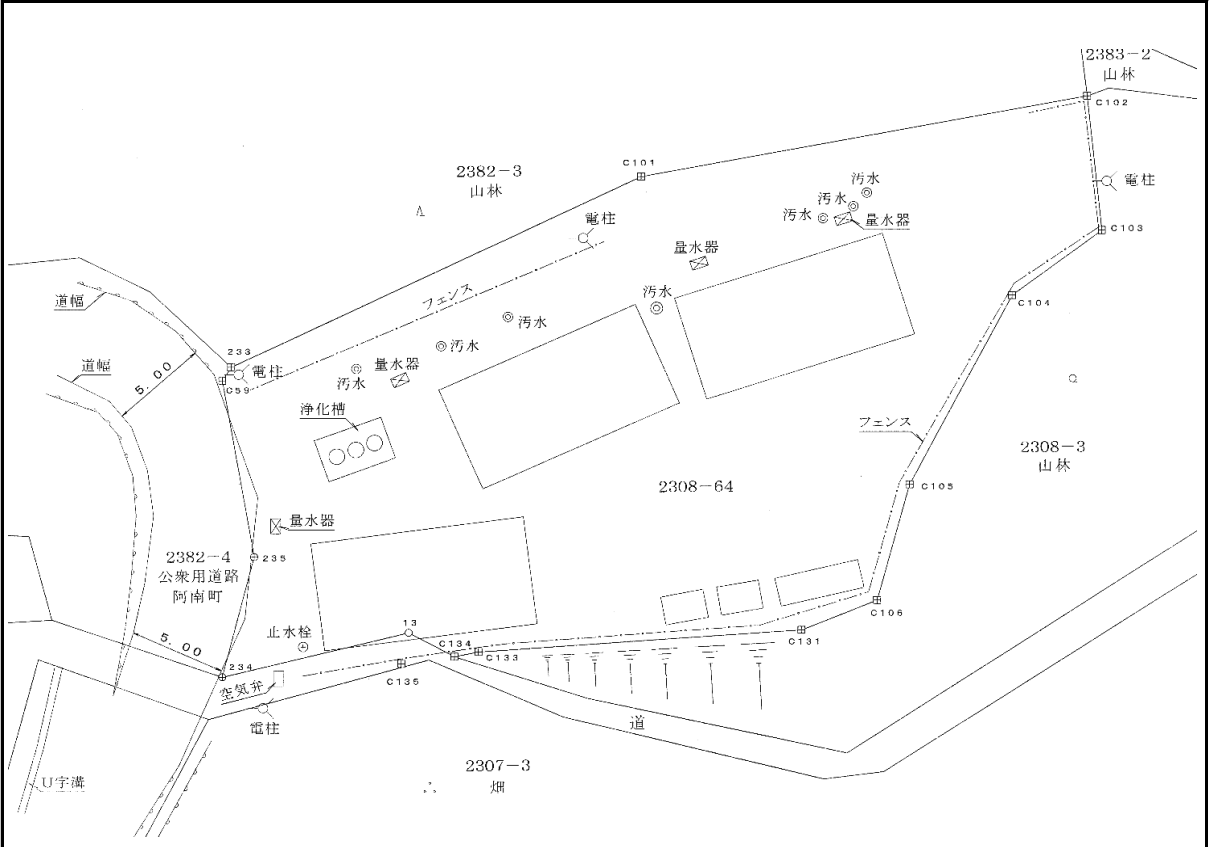 2383-2
山林
C102
C101
2382-3
山林
汚水
汚水
汚水
量水器
電柱
電柱
C103
量水器
道幅
フェンス
汚水
汚水
汚水
C104
233
道幅
5.00
電柱
C59
汚水
量水器
浄化槽
フェンス
2308-3
山林
2308-64
C105
量水器
235
2382-4
公衆用道路
阿南町
C106
13
止水栓
5.00
C131
C134
C133
234
C135
空気弁
電柱
道
2307-3
畑
U字溝